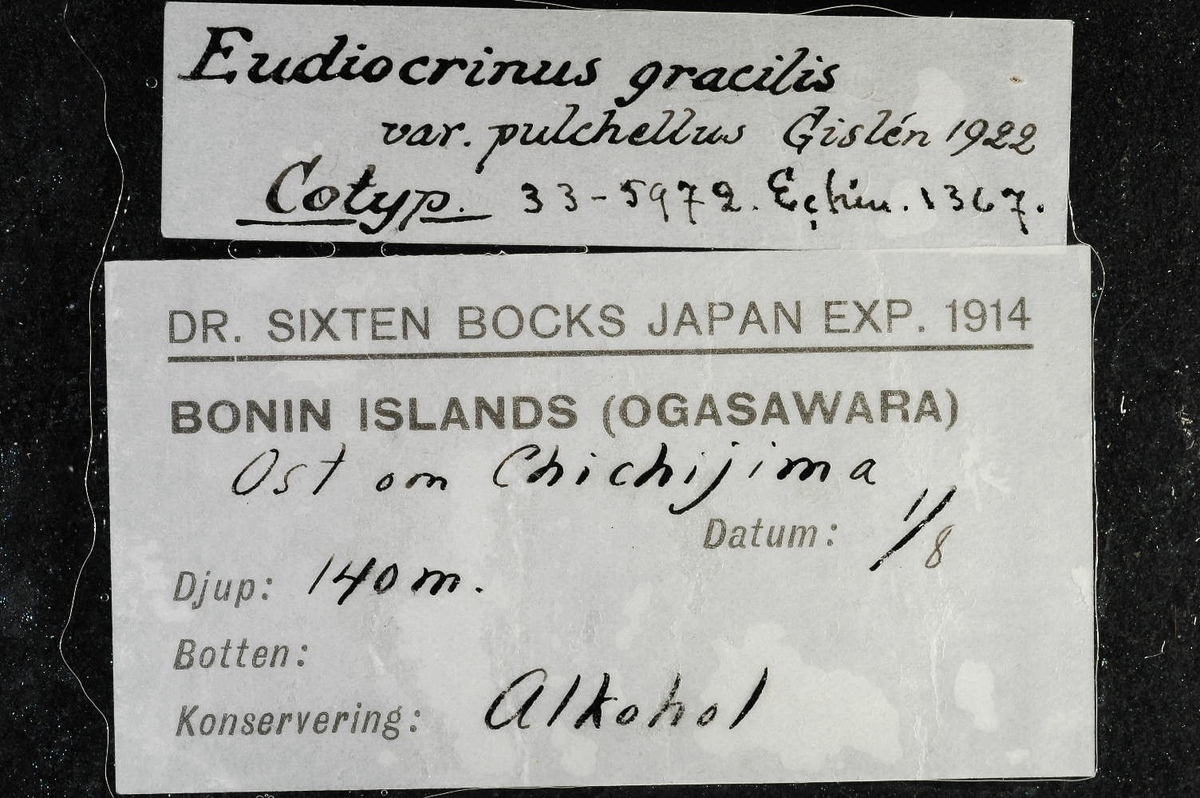 Eudiocrinus gracilis
var. pulchellus Gislén 1922
Cotyp. 33-5972. Echin. 1367.
DR. SIXTEN BOCKS JAPAN EXP. 1914
BONIN ISLANDS (OGASAWARA)
Ost om Chichijima
Datum: 1/8
Djup: 140 m.
Botten:
Konservering: Alkohol